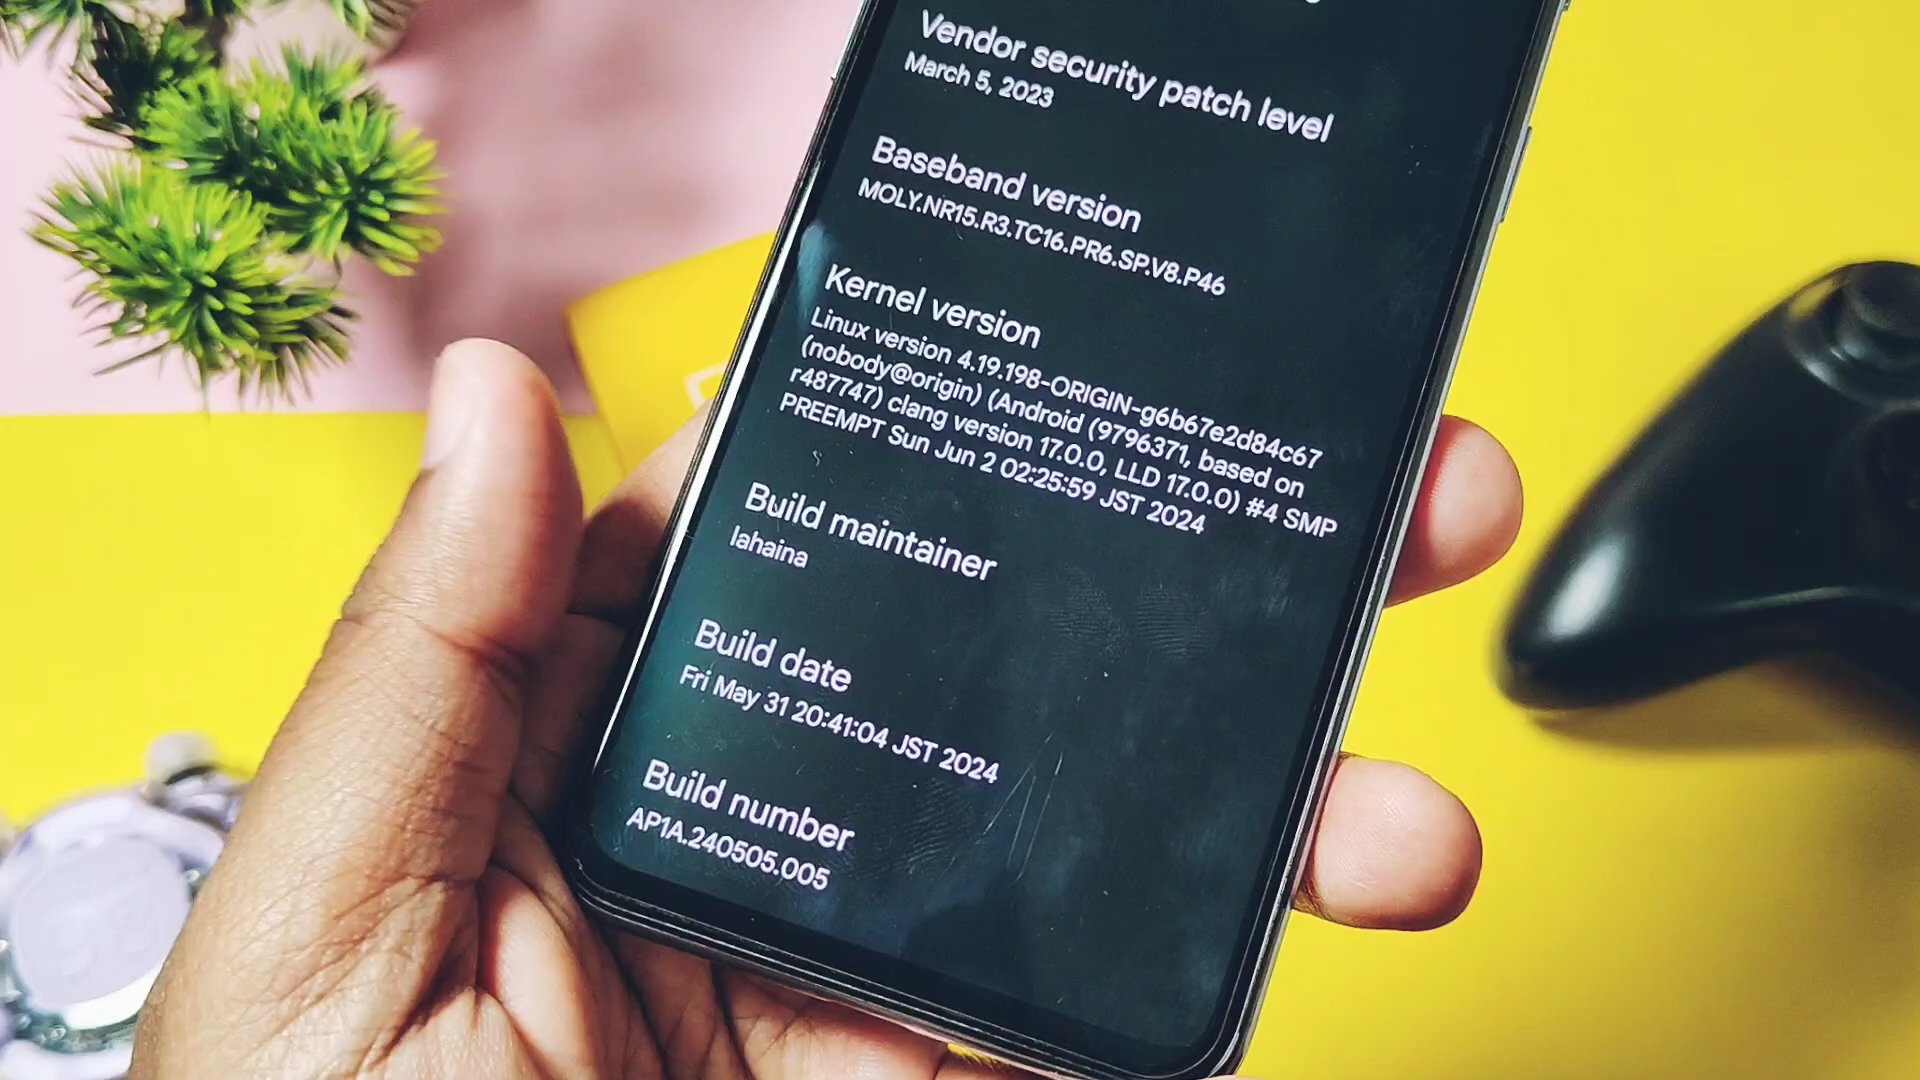 Vendor security patch level
March 5, 2023
Baseband version
MOLY.NR15.R3.TC16.PR6.SP.V8.P46
Kernel version
Linux version 4.19.198-ORIGIN-g6b67e2d84c67
(nobody@origin) (Android (9796371, based on
r487747) clang version 17.0.0, LLD 17.0.0) #4 SMP
PREEMPT Sun Jun 2 02:25:59 JST 2024
Build maintainer
lahaina
Build date
Fri May 31 20:41:04 JST 2024
Build number
AP1A.240505.005